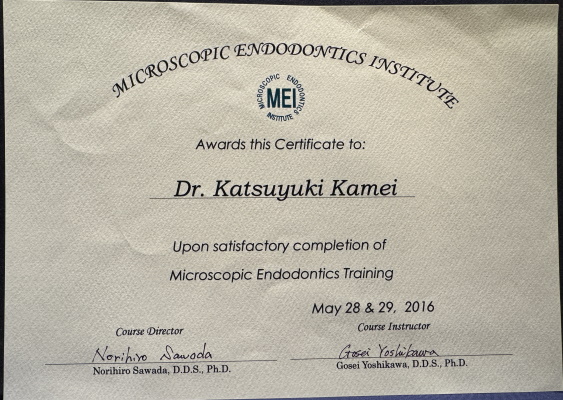 MICROSCOPIC ENDODONTICS INSTITUTE
MICROSCOPIC ENDODONTICS
MEI
INSTITUTE
Awards this Certificate to:
Dr. Katsuyuki Kamei
Upon satisfactory completion of
Microscopic Endodontics Training
May 28 & 29, 2016
Course Director
Norihiro Sawada
Norihiro Sawada, D.D.S., Ph.D.
Course Instructor
Gosei Yoshikawa
Gosei Yoshikawa, D.D.S., Ph.D.